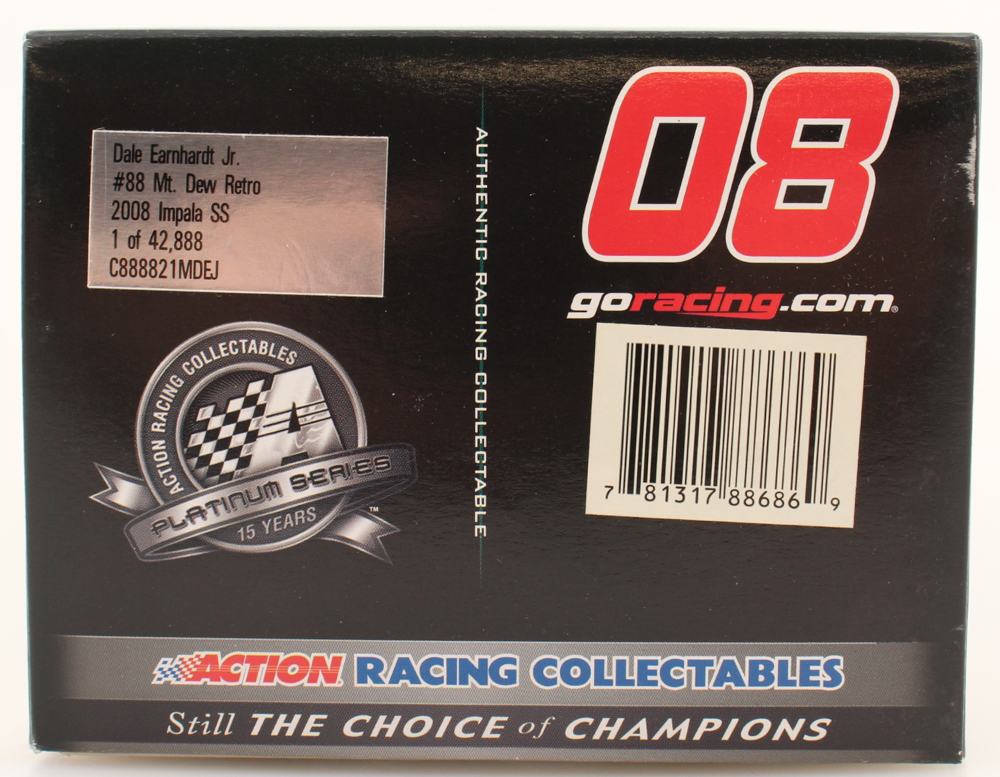 Dale Earnhardt Jr.
#88 Mt. Dew Retro
2008 Impala SS
1 of 42,888
C888821MDEJ
ACTION RACING COLLECTABLES
PLATINUM SERIES
15 YEARS
TM
AUTHENTIC RACING COLLECTABLE
08
goracing.com®
7 81317 88686 9
ACTION RACING COLLECTABLES
Still THE CHOICE of CHAMPIONS